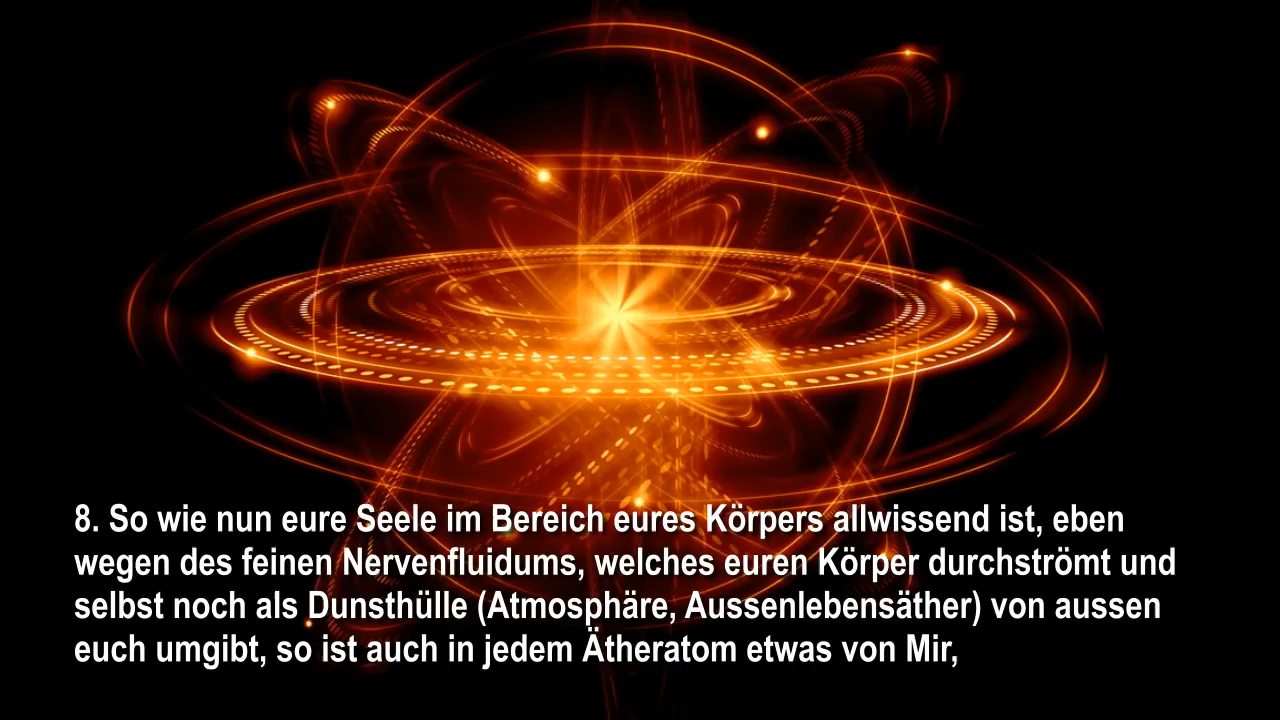 8. So wie nun eure Seele im Bereich eures Körpers allwissend ist, eben
wegen des feinen Nervenfluidums, welches euren Körper durchströmt und
selbst noch als Dunsthülle (Atmosphäre, Aussenlebensäther) von aussen
euch umgibt, so ist auch in jedem Ätheratom etwas von Mir,